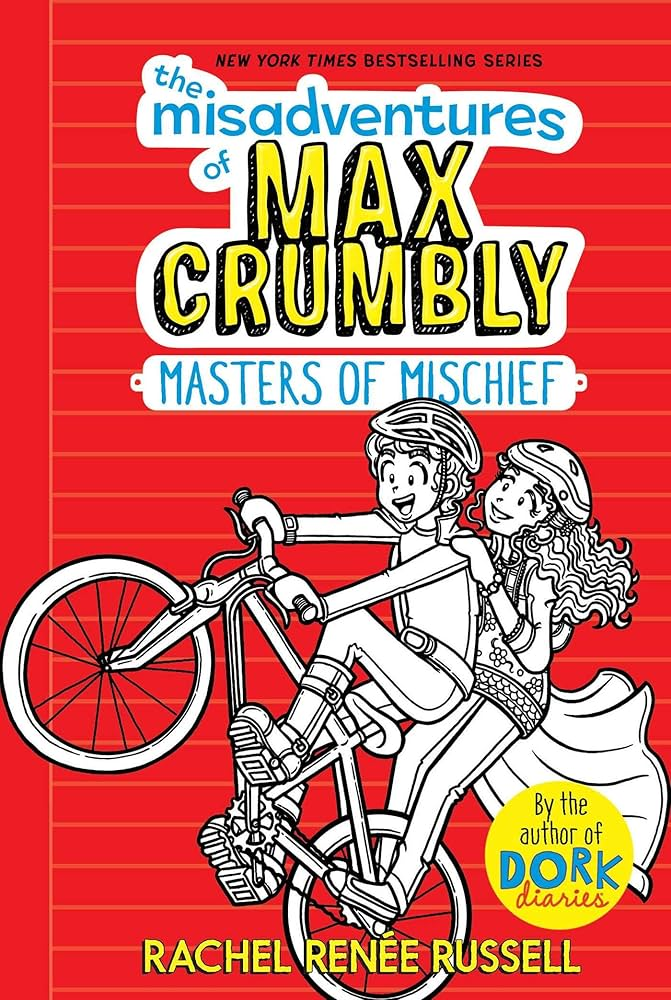 NEW YORK TIMES BESTSELLING SERIES
the
misadventures
of
MAX
CRUMBLY
MASTERS OF MISCHIEF
By the
author of
DORK
diaries
RACHEL RENÉE RUSSELL